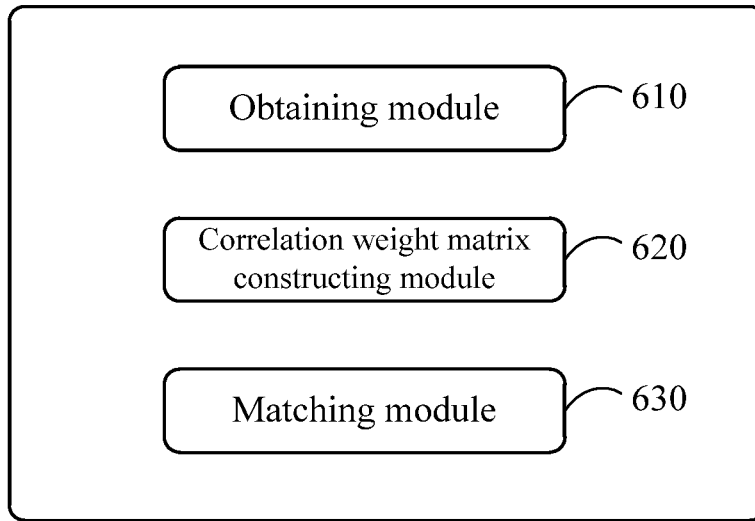 Obtaining module
610
Correlation weight matrix
constructing module
620
Matching module
630